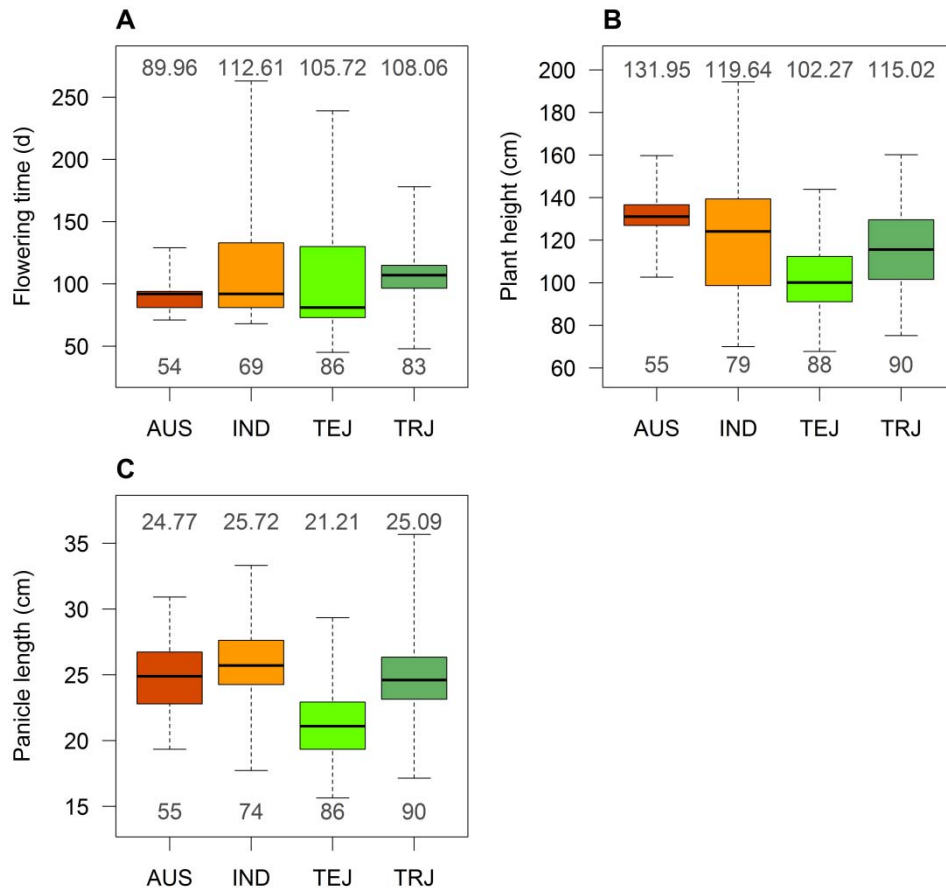 A
89.96 112.61 105.72 108.06
250
200
150
100
50
Flowering time (d)
54 69 86 83
AUS IND TEJ TRJ
B
131.95 119.64 102.27 115.02
200
180
160
140
120
100
80
60
Plant height (cm)
55 79 88 90
AUS IND TEJ TRJ
C
24.77 25.72 21.21 25.09
35
30
25
20
15
Panicle length (cm)
55 74 86 90
AUS IND TEJ TRJ